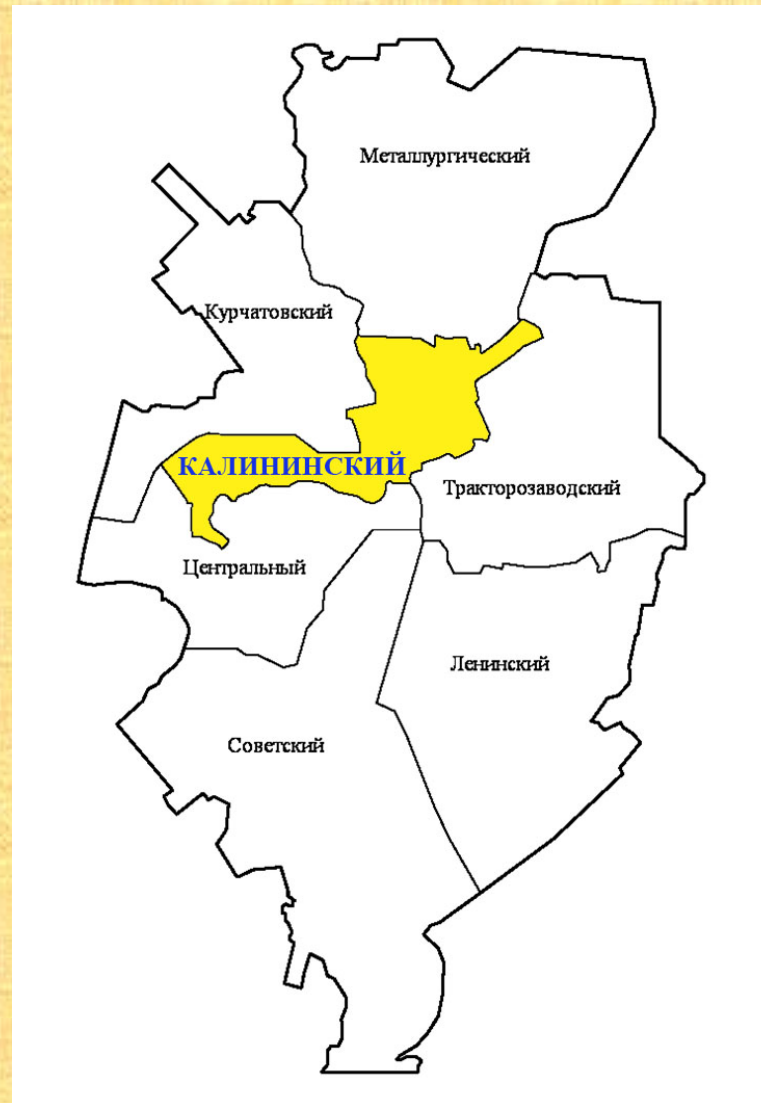 Металлургический
Курчатовский
КАЛИНИНСКИЙ
Тракторозаводский
Центральный
Ленинский
Советский